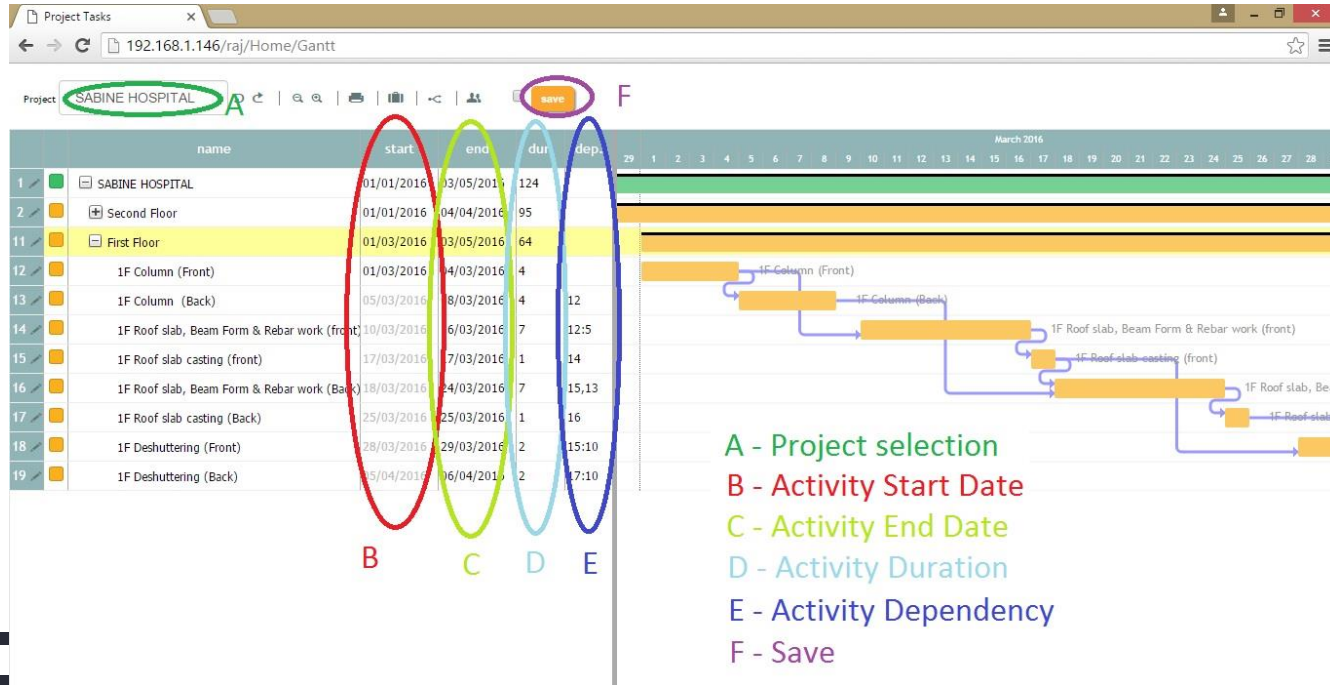 Project Tasks
192.168.1.146/raj/Home/Gantt
Project SABINE HOSPITAL A save F
name start end dur dep.
March 2016
29 1 2 3 4 5 6 7 8 9 10 11 12 13 14 15 16 17 18 19 20 21 22 23 24 25 26 27 28
1 SABINE HOSPITAL 01/01/2016 03/05/2016 124
2 Second Floor 01/01/2016 04/04/2016 95
11 First Floor 01/03/2016 03/05/2016 64
12 1F Column (Front) 01/03/2016 04/03/2016 4 1F Column (Front)
13 1F Column (Back) 05/03/2016 8/03/2016 4 12 1F Column (Back)
14 1F Roof slab, Beam Form & Rebar work (front) 10/03/2016 6/03/2016 7 12:5 1F Roof slab, Beam Form & Rebar work (front)
15 1F Roof slab casting (front) 17/03/2016 7/03/2016 1 14 1F Roof slab casting (front)
16 1F Roof slab, Beam Form & Rebar work (Back) 18/03/2016 24/03/2016 7 15,13 1F Roof slab, Be
17 1F Roof slab casting (Back) 25/03/2016 25/03/2016 1 16 1F Roof slab
18 1F Deshuttering (Front) 28/03/2016 29/03/2016 2 15:10
19 1F Deshuttering (Back) 05/04/2016 06/04/2016 2 17:10
B C D E
A - Project selection
B - Activity Start Date
C - Activity End Date
D - Activity Duration
E - Activity Dependency
F - Save